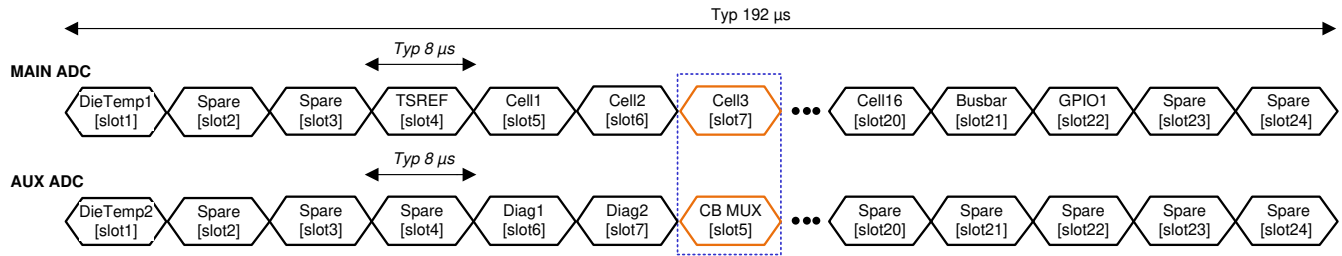 Typ 192 µs
Typ 8 µs
MAIN ADC
DieTemp1 Spare Spare TSREF Cell1 Cell2 Cell3 Cell16 Busbar GPIO1 Spare Spare
[slot1] [slot2] [slot3] [slot4] [slot5] [slot6] [slot7] [slot20] [slot21] [slot22] [slot23] [slot24]
Typ 8 µs
AUX ADC
DieTemp2 Spare Spare Spare Diag1 Diag2 CB MUX Spare Spare Spare Spare Spare
[slot1] [slot2] [slot3] [slot4] [slot6] [slot7] [slot5] [slot20] [slot21] [slot22] [slot23] [slot24]